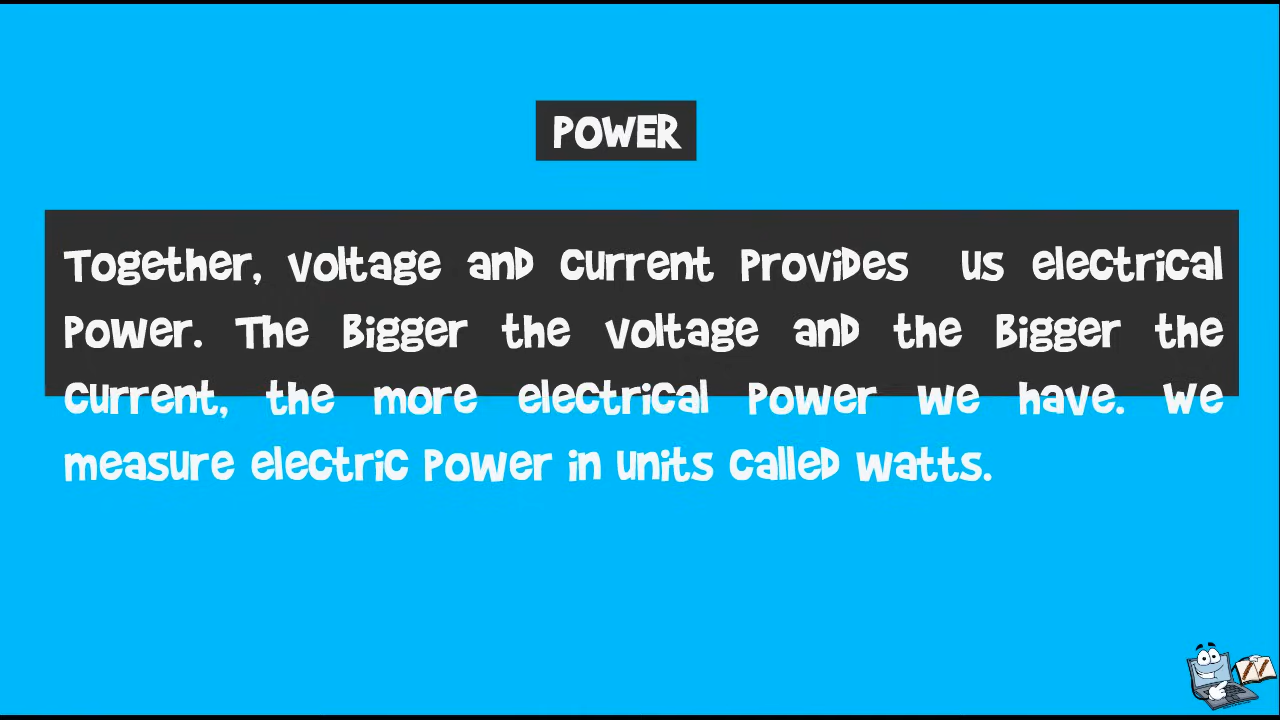 POWER
Together, voltage and current provides us electrical
power. The bigger the voltage and the bigger the
current, the more electrical power we have. We
measure electric power in units called watts.